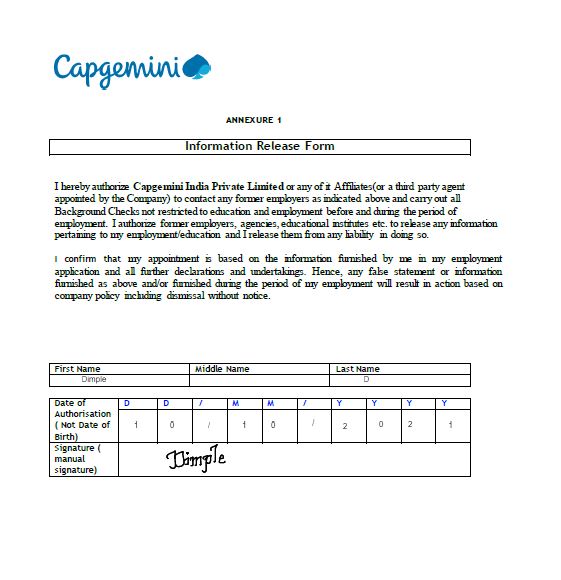 Capgemini
ANNEXURE 1
Information Release Form
I hereby authorize Capgemini India Private Limited or any of it Affiliates(or a third party agent
appointed by the Company) to contact any former employers as indicated above and carry out all
Background Checks not restricted to education and employment before and during the period of
employment. I authorize former employers, agencies, educational institutes etc. to release any information
pertaining to my employment/education and I release them from any liability in doing so.
I confirm that my appointment is based on the information furnished by me in my employment
application and all further declarations and undertakings. Hence, any false statement or information
furnished as above and/or furnished during the period of my employment will result in action based on
company policy including dismissal without notice.
First Name Middle Name Last Name
Dimple D
Date of D D / M M / Y Y Y Y
Authorisation
( Not Date of 1 0 / 1 0 / 2 0 2 1
Birth)
Signature (
manual Dimple
signature)